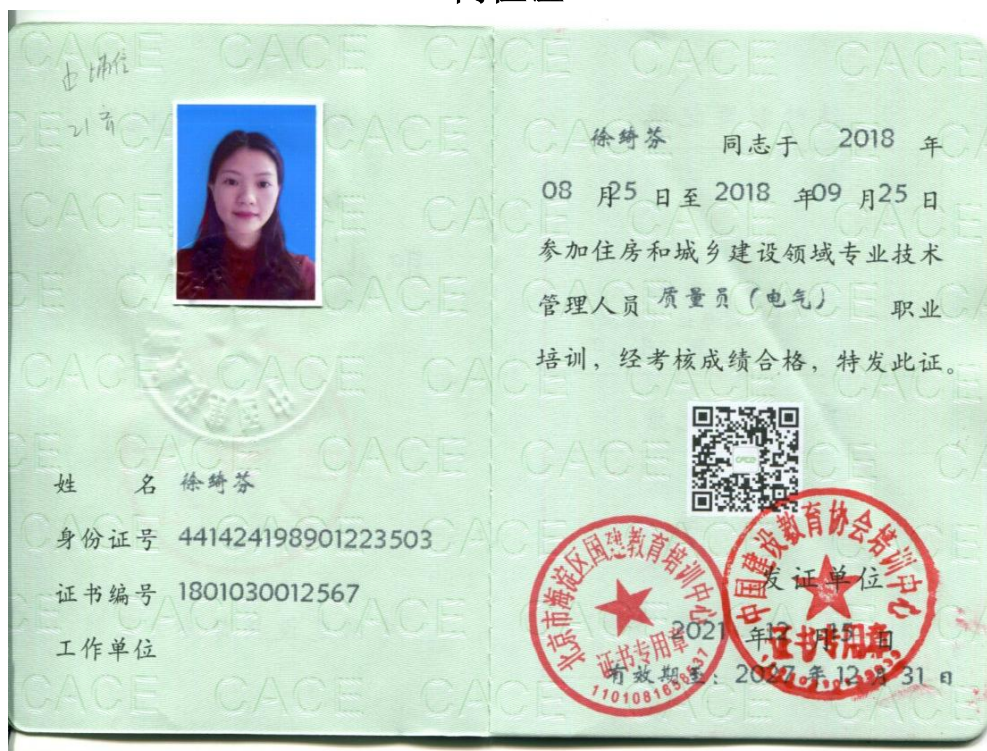 岗位证
徐绮芬 同志于 2018 年
08 月25 日至 2018 年09 月25 日
参加住房和城乡建设领域专业技术
管理人员 质量员（电气） 职业
培训，经考核成绩合格，特发此证。
姓 名 徐绮芬
身份证号 441424198901223503
证书编号 1801030012567
工作单位
北京市海淀区国建教育培训中心
证书专用章
中国建设教育协会培训中心
证书专用章
发证单位
2021 年12 月15 日
有效期至：2027 年 12 月 31 日
CACE